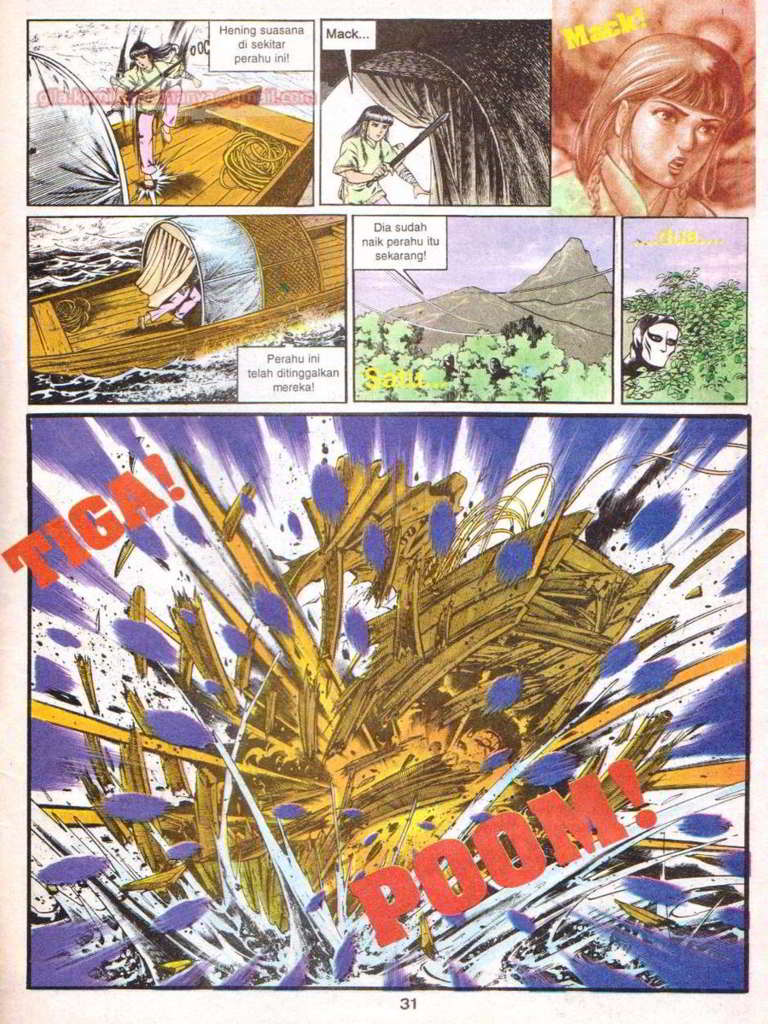 Hening suasana
di sekitar
perahu ini!
Mack...
Mack!
Perahu ini
telah ditinggalkan
mereka!
Dia sudah
naik perahu itu
sekarang!
Satu...
...dua....
TIGA!
POOM!
31